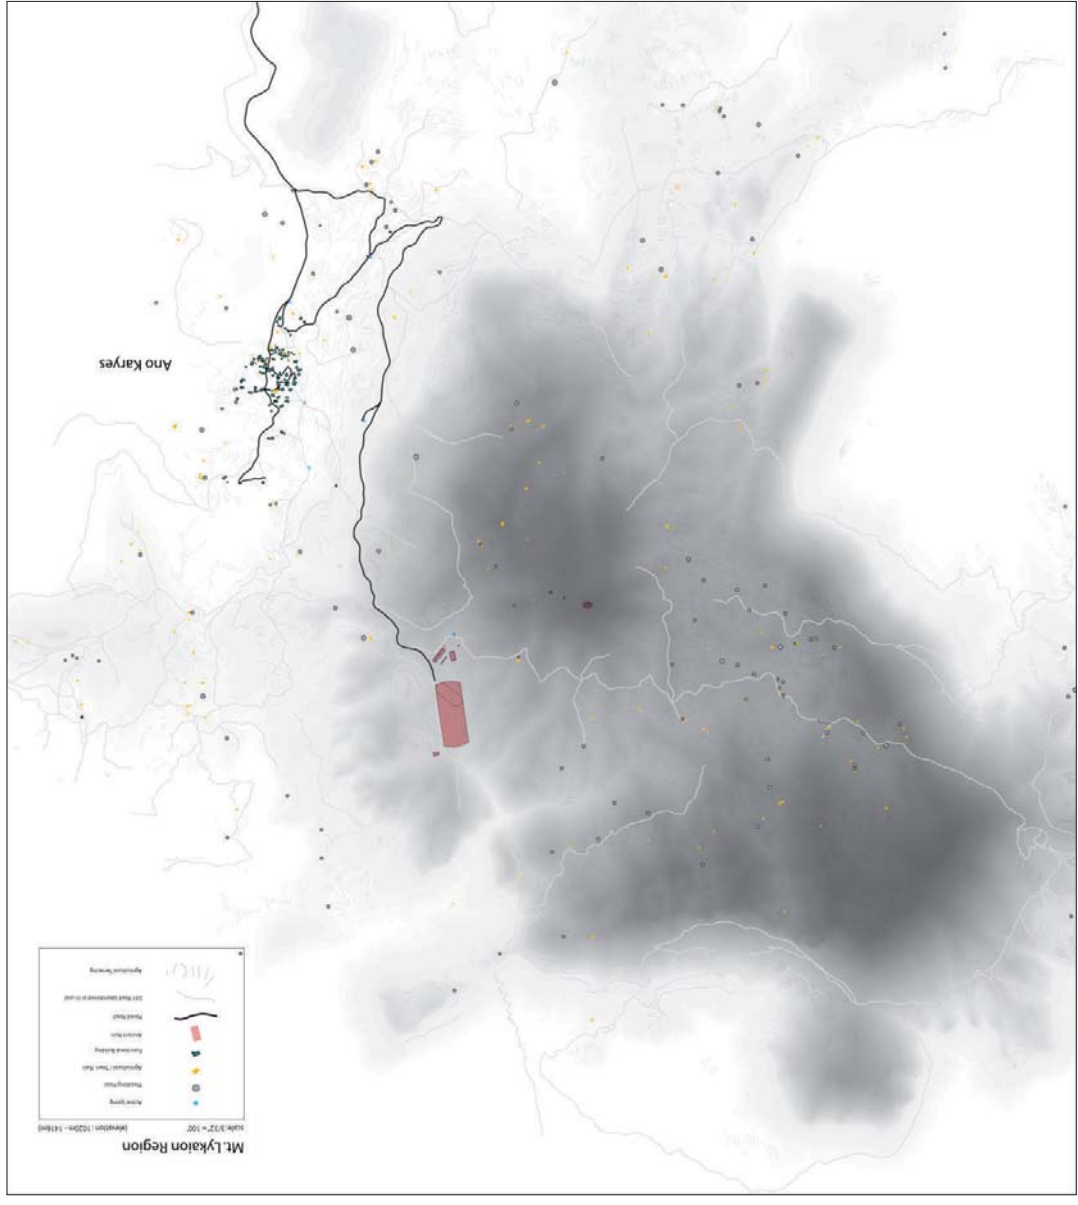 Mt. Lykaion Region
scale: 3/32" = 100'
(elevation : 1020m - 1416m)
Active Spring
Threshing Floor
Agricultural / Town Ruin
Functional Building
Ancient Ruin
Paved Road
Dirt Road (abandoned or in use)
Agricultural Terracing
Ano Karyes